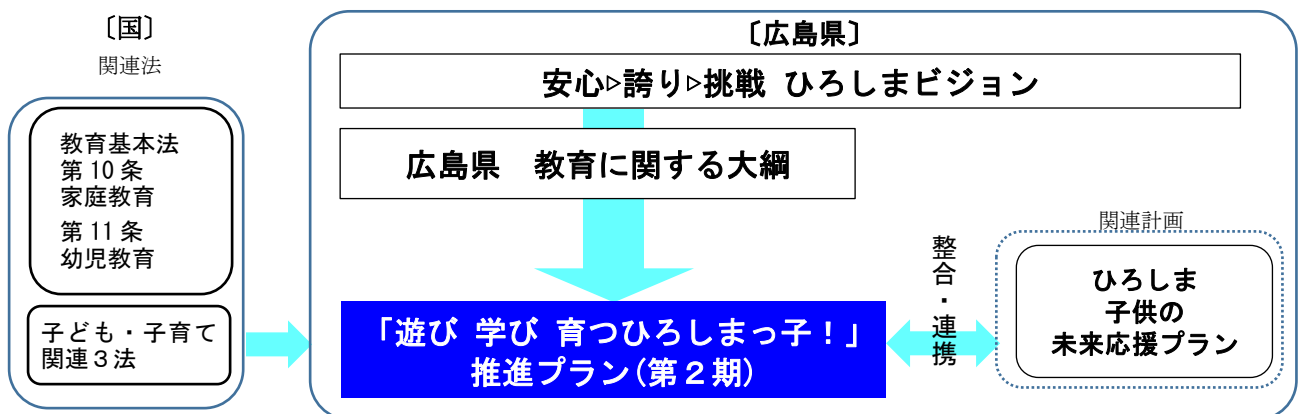 〔国〕
関連法
教育基本法
第10条
家庭教育
第11条
幼児教育
子ども・子育て
関連３法
〔広島県〕
安心▷誇り▷挑戦 ひろしまビジョン
広島県　教育に関する大綱
「遊び 学び 育つひろしまっ子！」
推進プラン(第２期)
整合・連携
関連計画
ひろしま
子供の
未来応援プラン